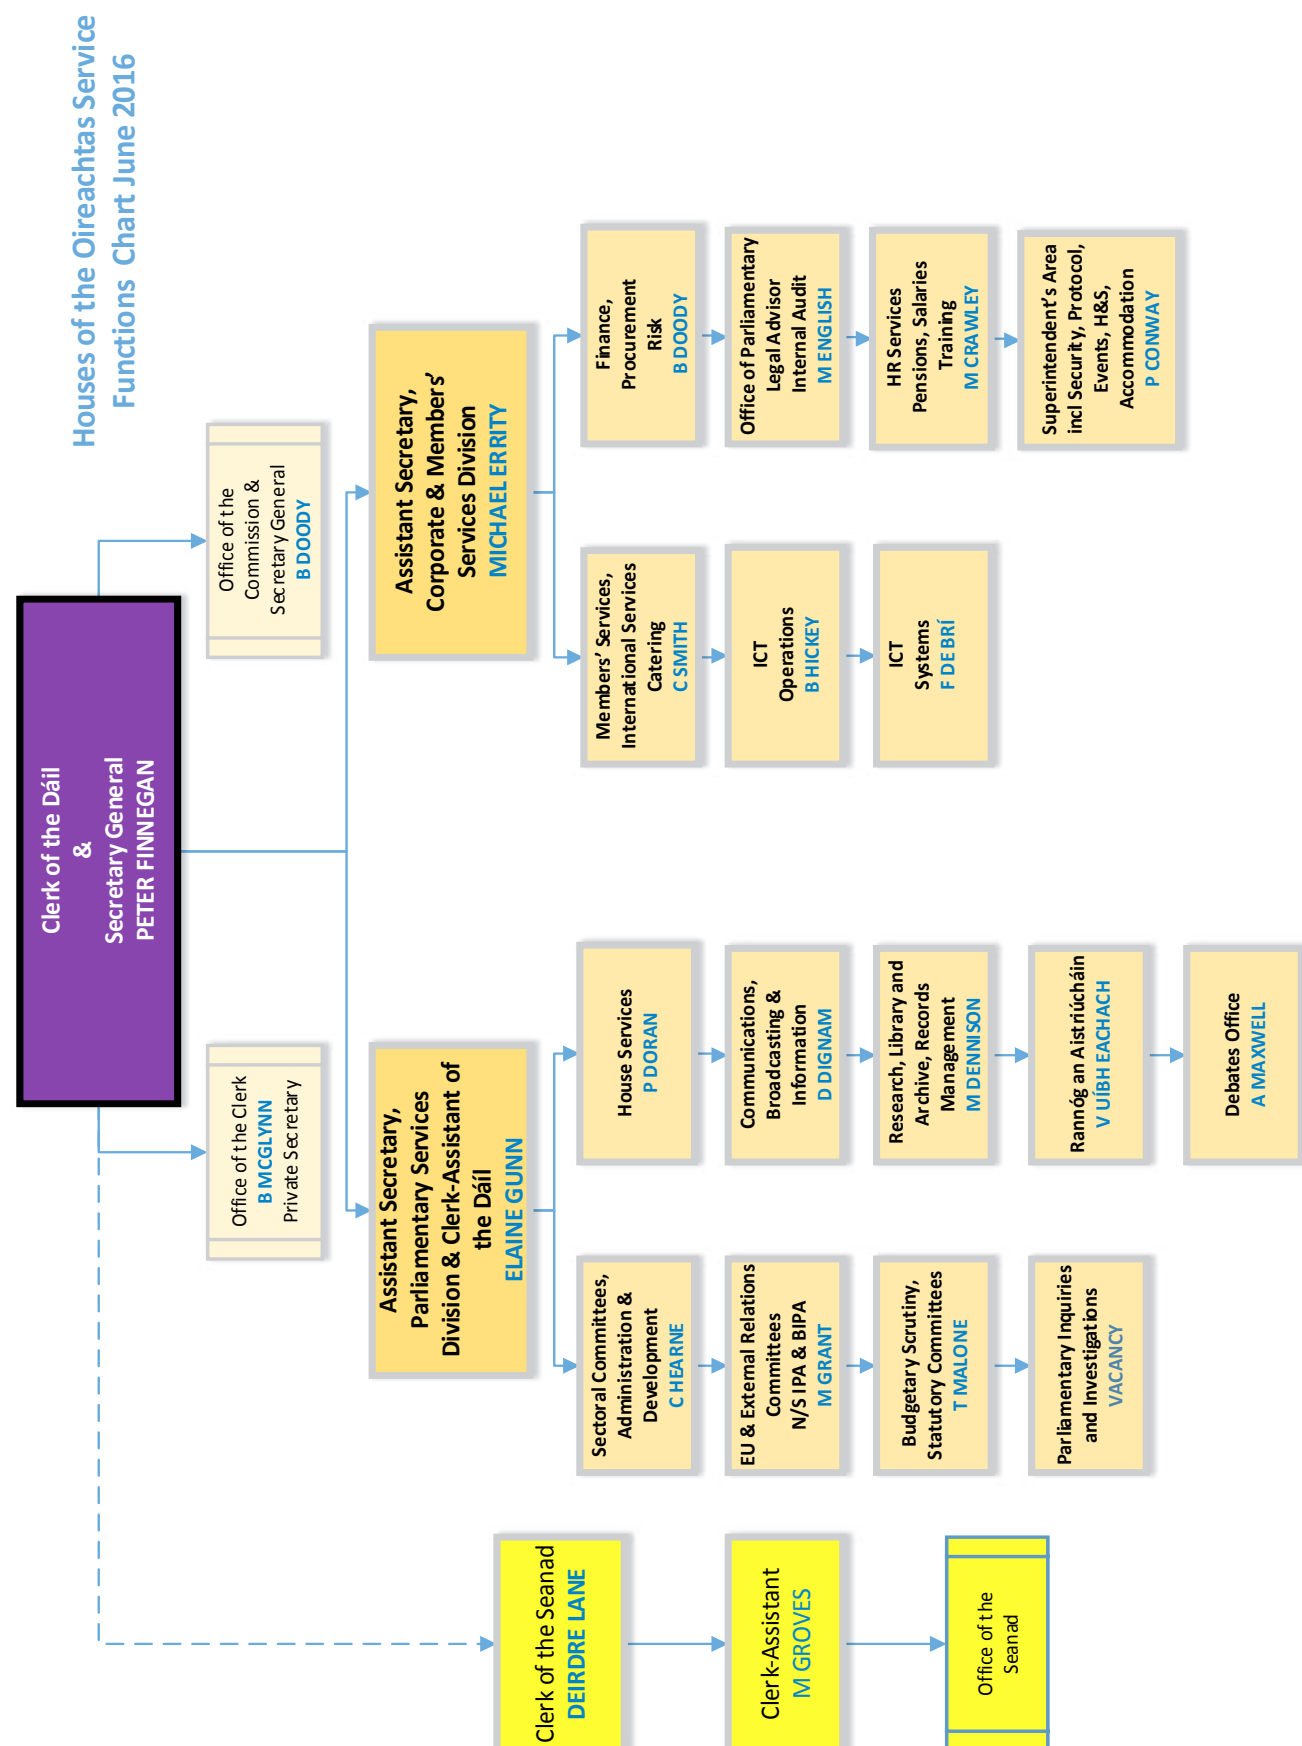 Houses of the Oireachtas Service
Functions Chart June 2016
Clerk of the Dáil
&
Secretary General
PETER FINNEGAN
Office of the Clerk
B MCGLYNN
Private Secretary
Office of the
Commission &
Secretary General
B DOODY
Assistant Secretary,
Parliamentary Services
Division & Clerk-Assistant of
the Dáil
ELAINE GUNN
Assistant Secretary,
Corporate & Members'
Services Division
MICHAEL ERRITY
Clerk of the Seanad
DEIRDRE LANE
Clerk-Assistant
M GROVES
Office of the
Seanad
Sectoral Committees,
Administration &
Development
C HEARNE
EU & External Relations
Committees
N/S IPA & BIPA
M GRANT
Budgetary Scrutiny,
Statutory Committees
T MALONE
Parliamentary Inquiries
and Investigations
VACANCY
House Services
P DORAN
Communications,
Broadcasting &
Information
D DIGNAM
Research, Library and
Archive, Records
Management
M DENNISON
Rannóg an Aistriúcháin
V UÍBH EACHACH
Debates Office
A MAXWELL
Members' Services,
International Services
Catering
C SMITH
ICT
Operations
B HICKEY
ICT
Systems
F DE BRÍ
Finance,
Procurement
Risk
B DOODY
Office of Parliamentary
Legal Advisor
Internal Audit
M ENGLISH
HR Services
Pensions, Salaries
Training
M CRAWLEY
Superintendent's Area
incl Security, Protocol,
Events, H&S,
Accommodation
P CONWAY